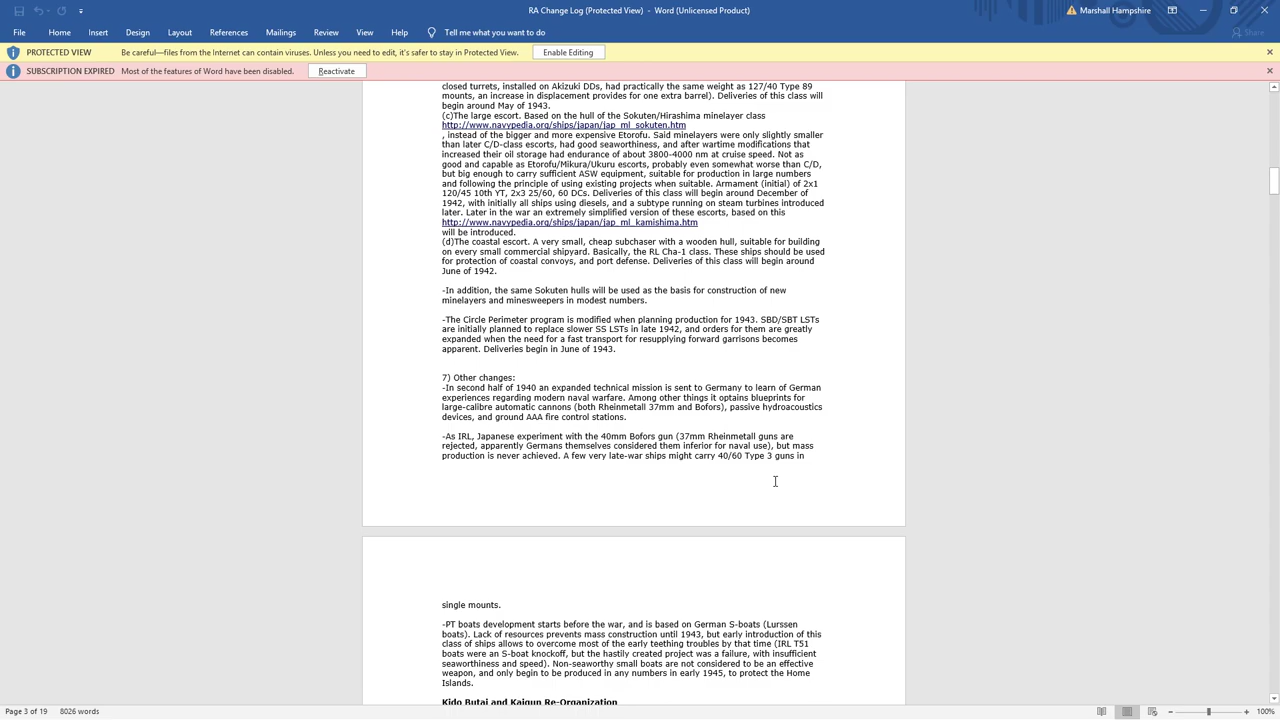 RA Change Log (Protected View) - Word (Unlicensed Product)
Marshall Hampshire
File Home Insert Design Layout References Mailings Review View Help Tell me what you want to do Share
PROTECTED VIEW Be careful—files from the Internet can contain viruses. Unless you need to edit, it's safer to stay in Protected View. Enable Editing
SUBSCRIPTION EXPIRED Most of the features of Word have been disabled. Reactivate
closed turrets, installed on Akizuki DDs, had practically the same weight as 127/40 Type 89
mounts, an increase in displacement provides for one extra barrel). Deliveries of this class will
begin around May of 1943.
(c)The large escort. Based on the hull of the Sokuten/Hirashima minelayer class
http://www.navypedia.org/ships/japan/jap_ml_sokuten.htm
, instead of the bigger and more expensive Etorofu. Said minelayers were only slightly smaller
than later C/D-class escorts, had good seaworthiness, and after wartime modifications that
increased their oil storage had endurance of about 3800-4000 nm at cruise speed. Not as
good and capable as Etorofu/Mikura/Ukuru escorts, probably even somewhat worse than C/D,
but big enough to carry sufficient ASW equipment, suitable for production in large numbers
and following the principle of using existing projects when suitable. Armament (initial) of 2x1
120/45 10th YT, 2x3 25/60, 60 DCs. Deliveries of this class will begin around December of
1942, with initially all ships using diesels, and a subtype running on steam turbines introduced
later. Later in the war an extremely simplified version of these escorts, based on this
http://www.navypedia.org/ships/japan/jap_ml_kamishima.htm
will be introduced.
(d)The coastal escort. A very small, cheap subchaser with a wooden hull, suitable for building
on every small commercial shipyard. Basically, the RL Cha-1 class. These ships should be used
for protection of coastal convoys, and port defense. Deliveries of this class will begin around
June of 1942.
-In addition, the same Sokuten hulls will be used as the basis for construction of new
minelayers and minesweepers in modest numbers.
-The Circle Perimeter program is modified when planning production for 1943. SBD/SBT LSTs
are initially planned to replace slower SS LSTs in late 1942, and orders for them are greatly
expanded when the need for a fast transport for resupplying forward garrisons becomes
apparent. Deliveries begin in June of 1943.
7) Other changes:
-In second half of 1940 an expanded technical mission is sent to Germany to learn of German
experiences regarding modern naval warfare. Among other things it optains blueprints for
large-calibre automatic cannons (both Rheinmetall 37mm and Bofors), passive hydroacoustics
devices, and ground AAA fire control stations.
-As IRL, Japanese experiment with the 40mm Bofors gun (37mm Rheinmetall guns are
rejected, apparently Germans themselves considered them inferior for naval use), but mass
production is never achieved. A few very late-war ships might carry 40/60 Type 3 guns in
single mounts.
-PT boats development starts before the war, and is based on German S-boats (Lurssen
boats). Lack of resources prevents mass construction until 1943, but early introduction of this
class of ships allows to overcome most of the early teething troubles by that time (IRL T51
boats were an S-boat knockoff, but the hastily created project was a failure, with insufficient
seaworthiness and speed). Non-seaworthy small boats are not considered to be an effective
weapon, and only begin to be produced in any numbers in early 1945, to protect the Home
Islands.
Kido Butai and Kaigun Re-Organization
Page 3 of 19 8026 words 100%